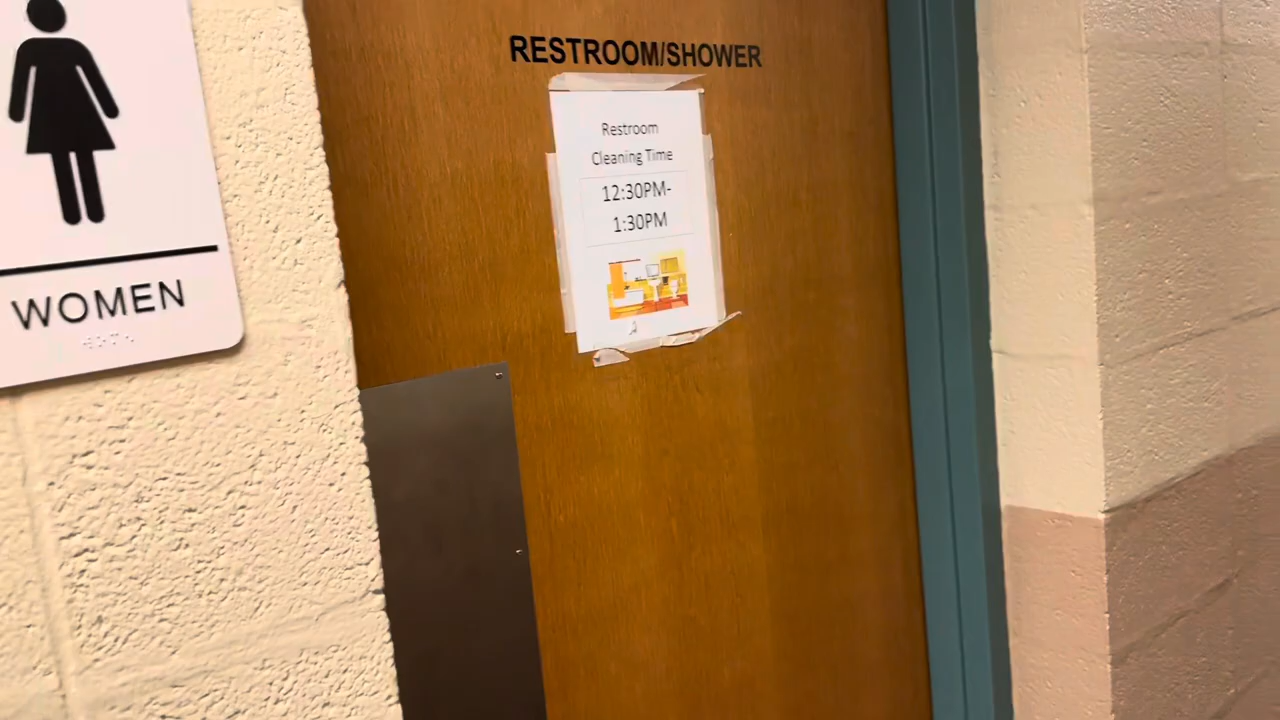 WOMEN
RESTROOM/SHOWER
Restroom
Cleaning Time
12:30PM-
1:30PM